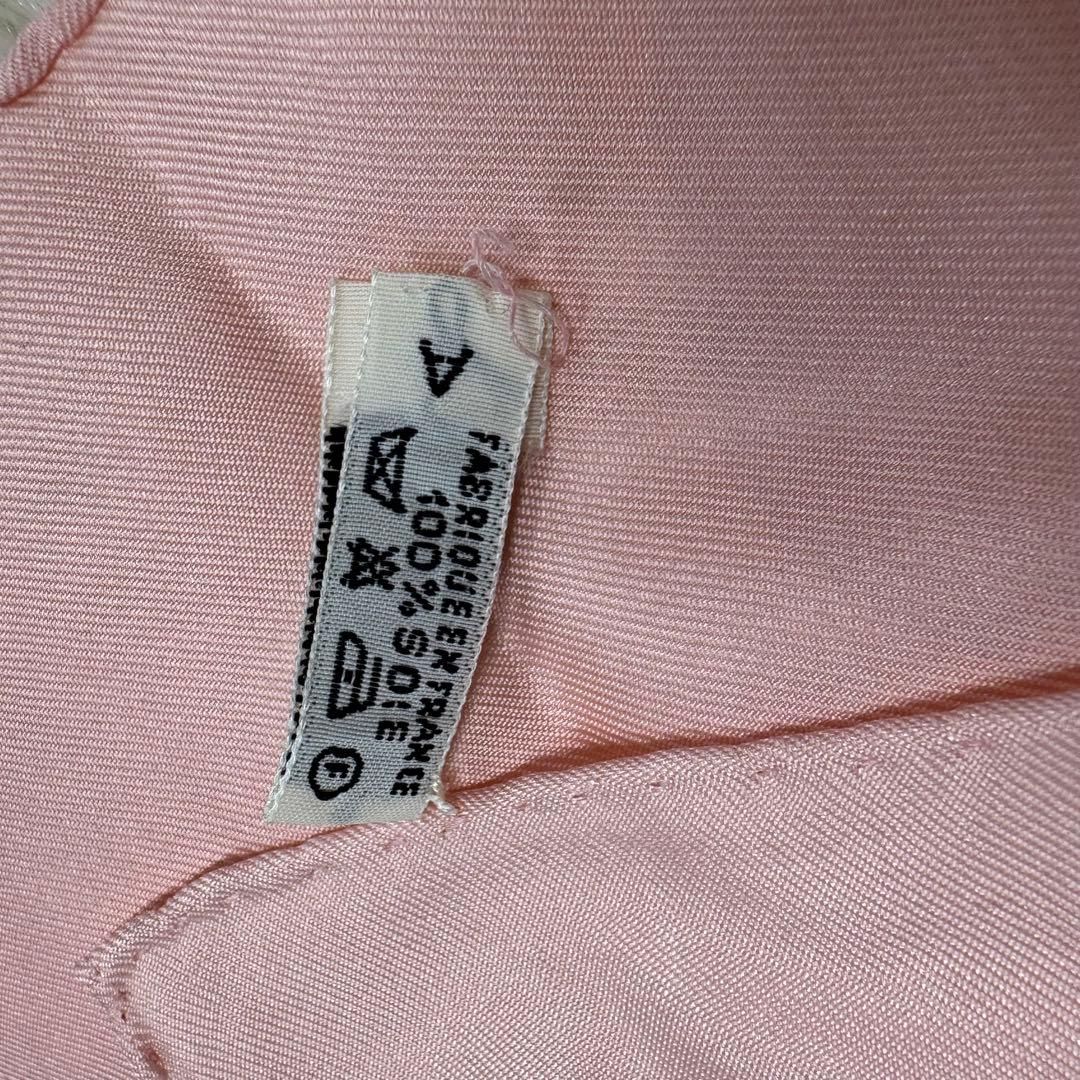 A
FABRIQUE EN FRANCE
100% SOIE
F